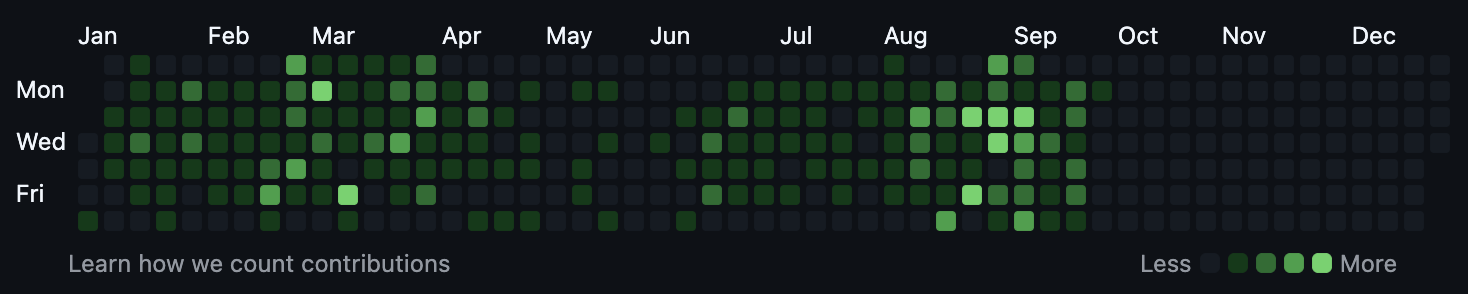 Jan Feb Mar Apr May Jun Jul Aug Sep Oct Nov Dec
Mon
Wed
Fri
Learn how we count contributions Less More